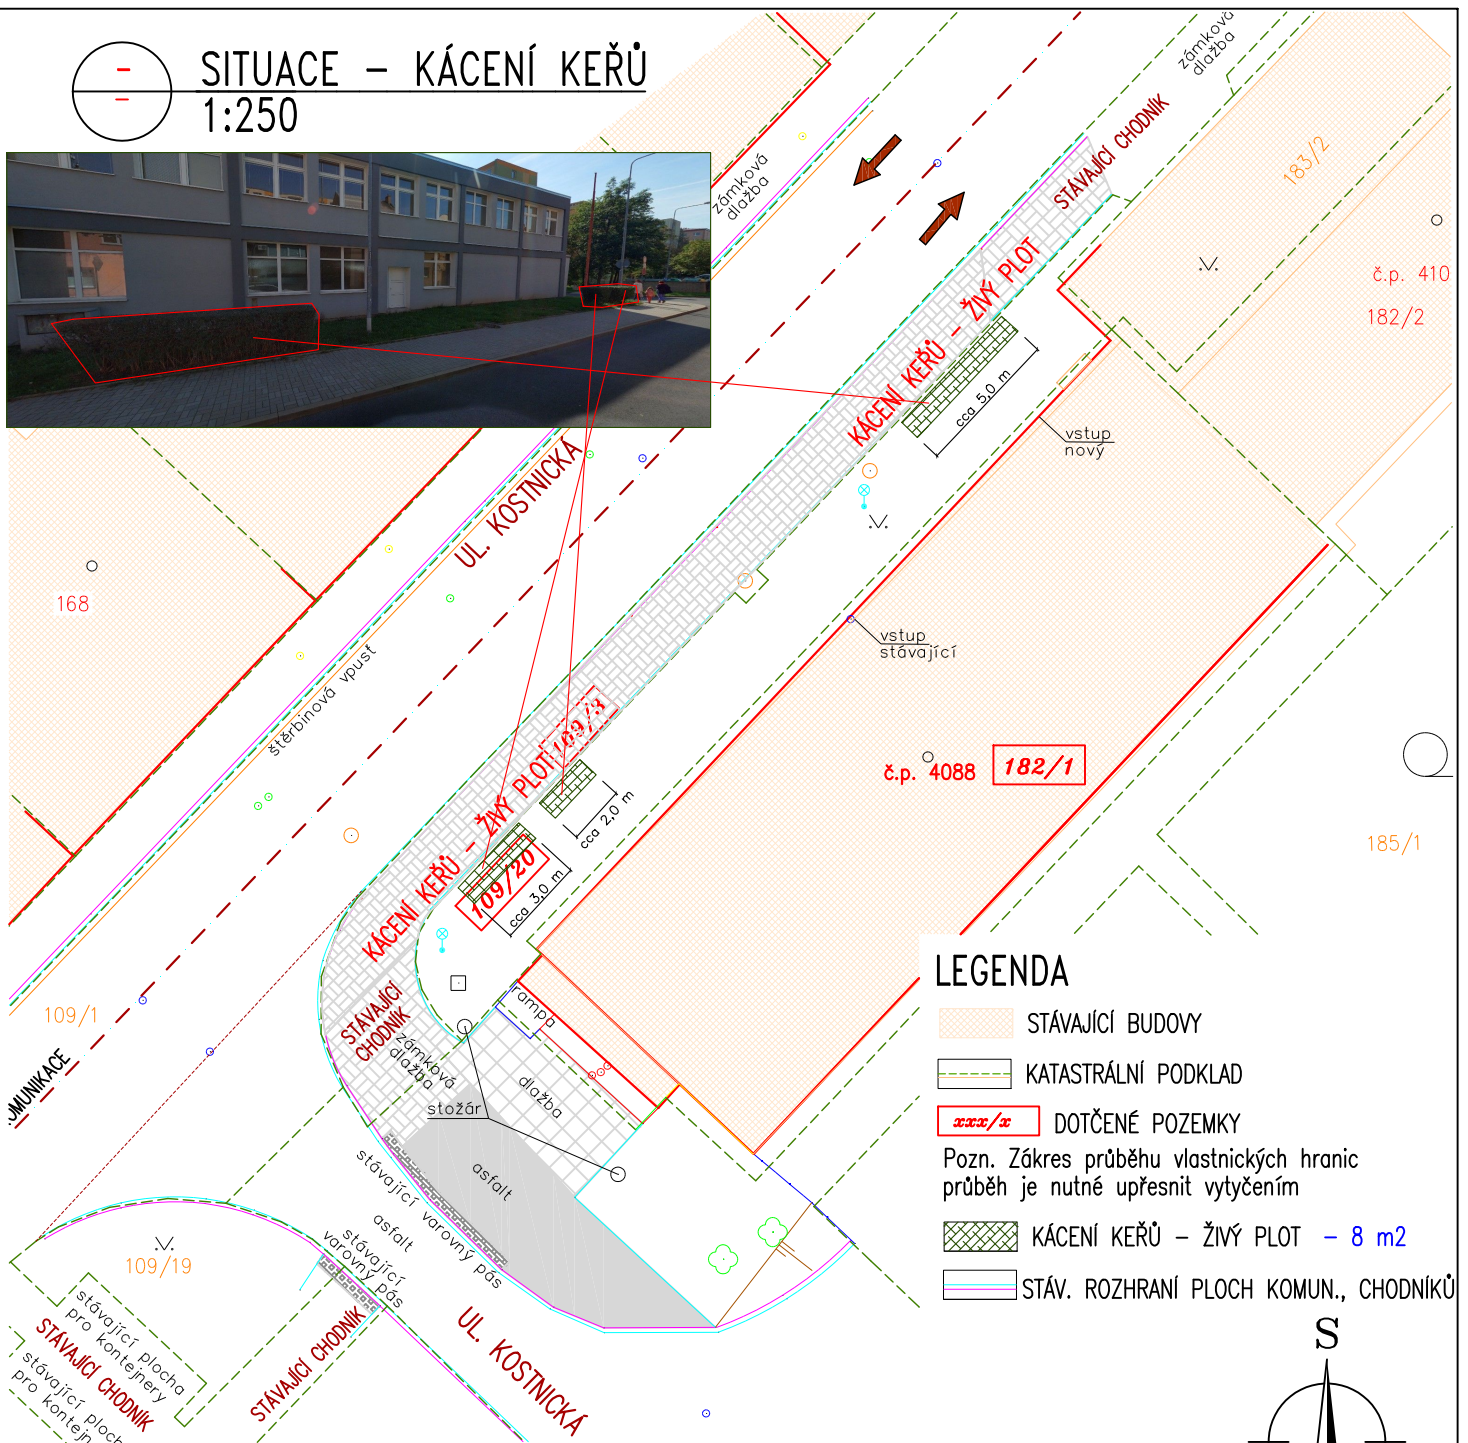 SITUACE – KÁCENÍ KEŘŮ
1:250
zámková
dlažba
STÁVAJÍCÍ CHODNÍK
183/2
zámková
dlažba
č.p. 410
182/2
KÁCENÍ KEŘŮ – ŽIVÝ PLOT
cca 5,0 m
vstup
nový
UL. KOSTNICKÁ
168
vstup
stávající
štěrbinová vpusť
109/3
č.p. 4088
182/1
KÁCENÍ KEŘŮ – ŽIVÝ PLOT
cca 2,0 m
185/1
109/20
cca 3,0 m
109/1
STÁVAJÍCÍ
CHODNÍK
rampa
zámková
dlažba
dlažba
OMUNIKACE
stožár
asfalt
stávající varovný pás
asfalt
stávající
varovný pás
109/19
stávající plocha
pro kontejnery
STÁVAJÍCÍ CHODNÍK
stávající ploch
pro kontejn
STÁVAJÍCÍ CHODNÍK
UL. KOSTNICKÁ
LEGENDA
STÁVAJÍCÍ BUDOVY
KATASTRÁLNÍ PODKLAD
xxx/x DOTČENÉ POZEMKY
Pozn. Zákres průběhu vlastnických hranic
průběh je nutné upřesnit vytyčením
KÁCENÍ KEŘŮ – ŽIVÝ PLOT – 8 m2
STÁV. ROZHRANÍ PLOCH KOMUN., CHODNÍKŮ
S